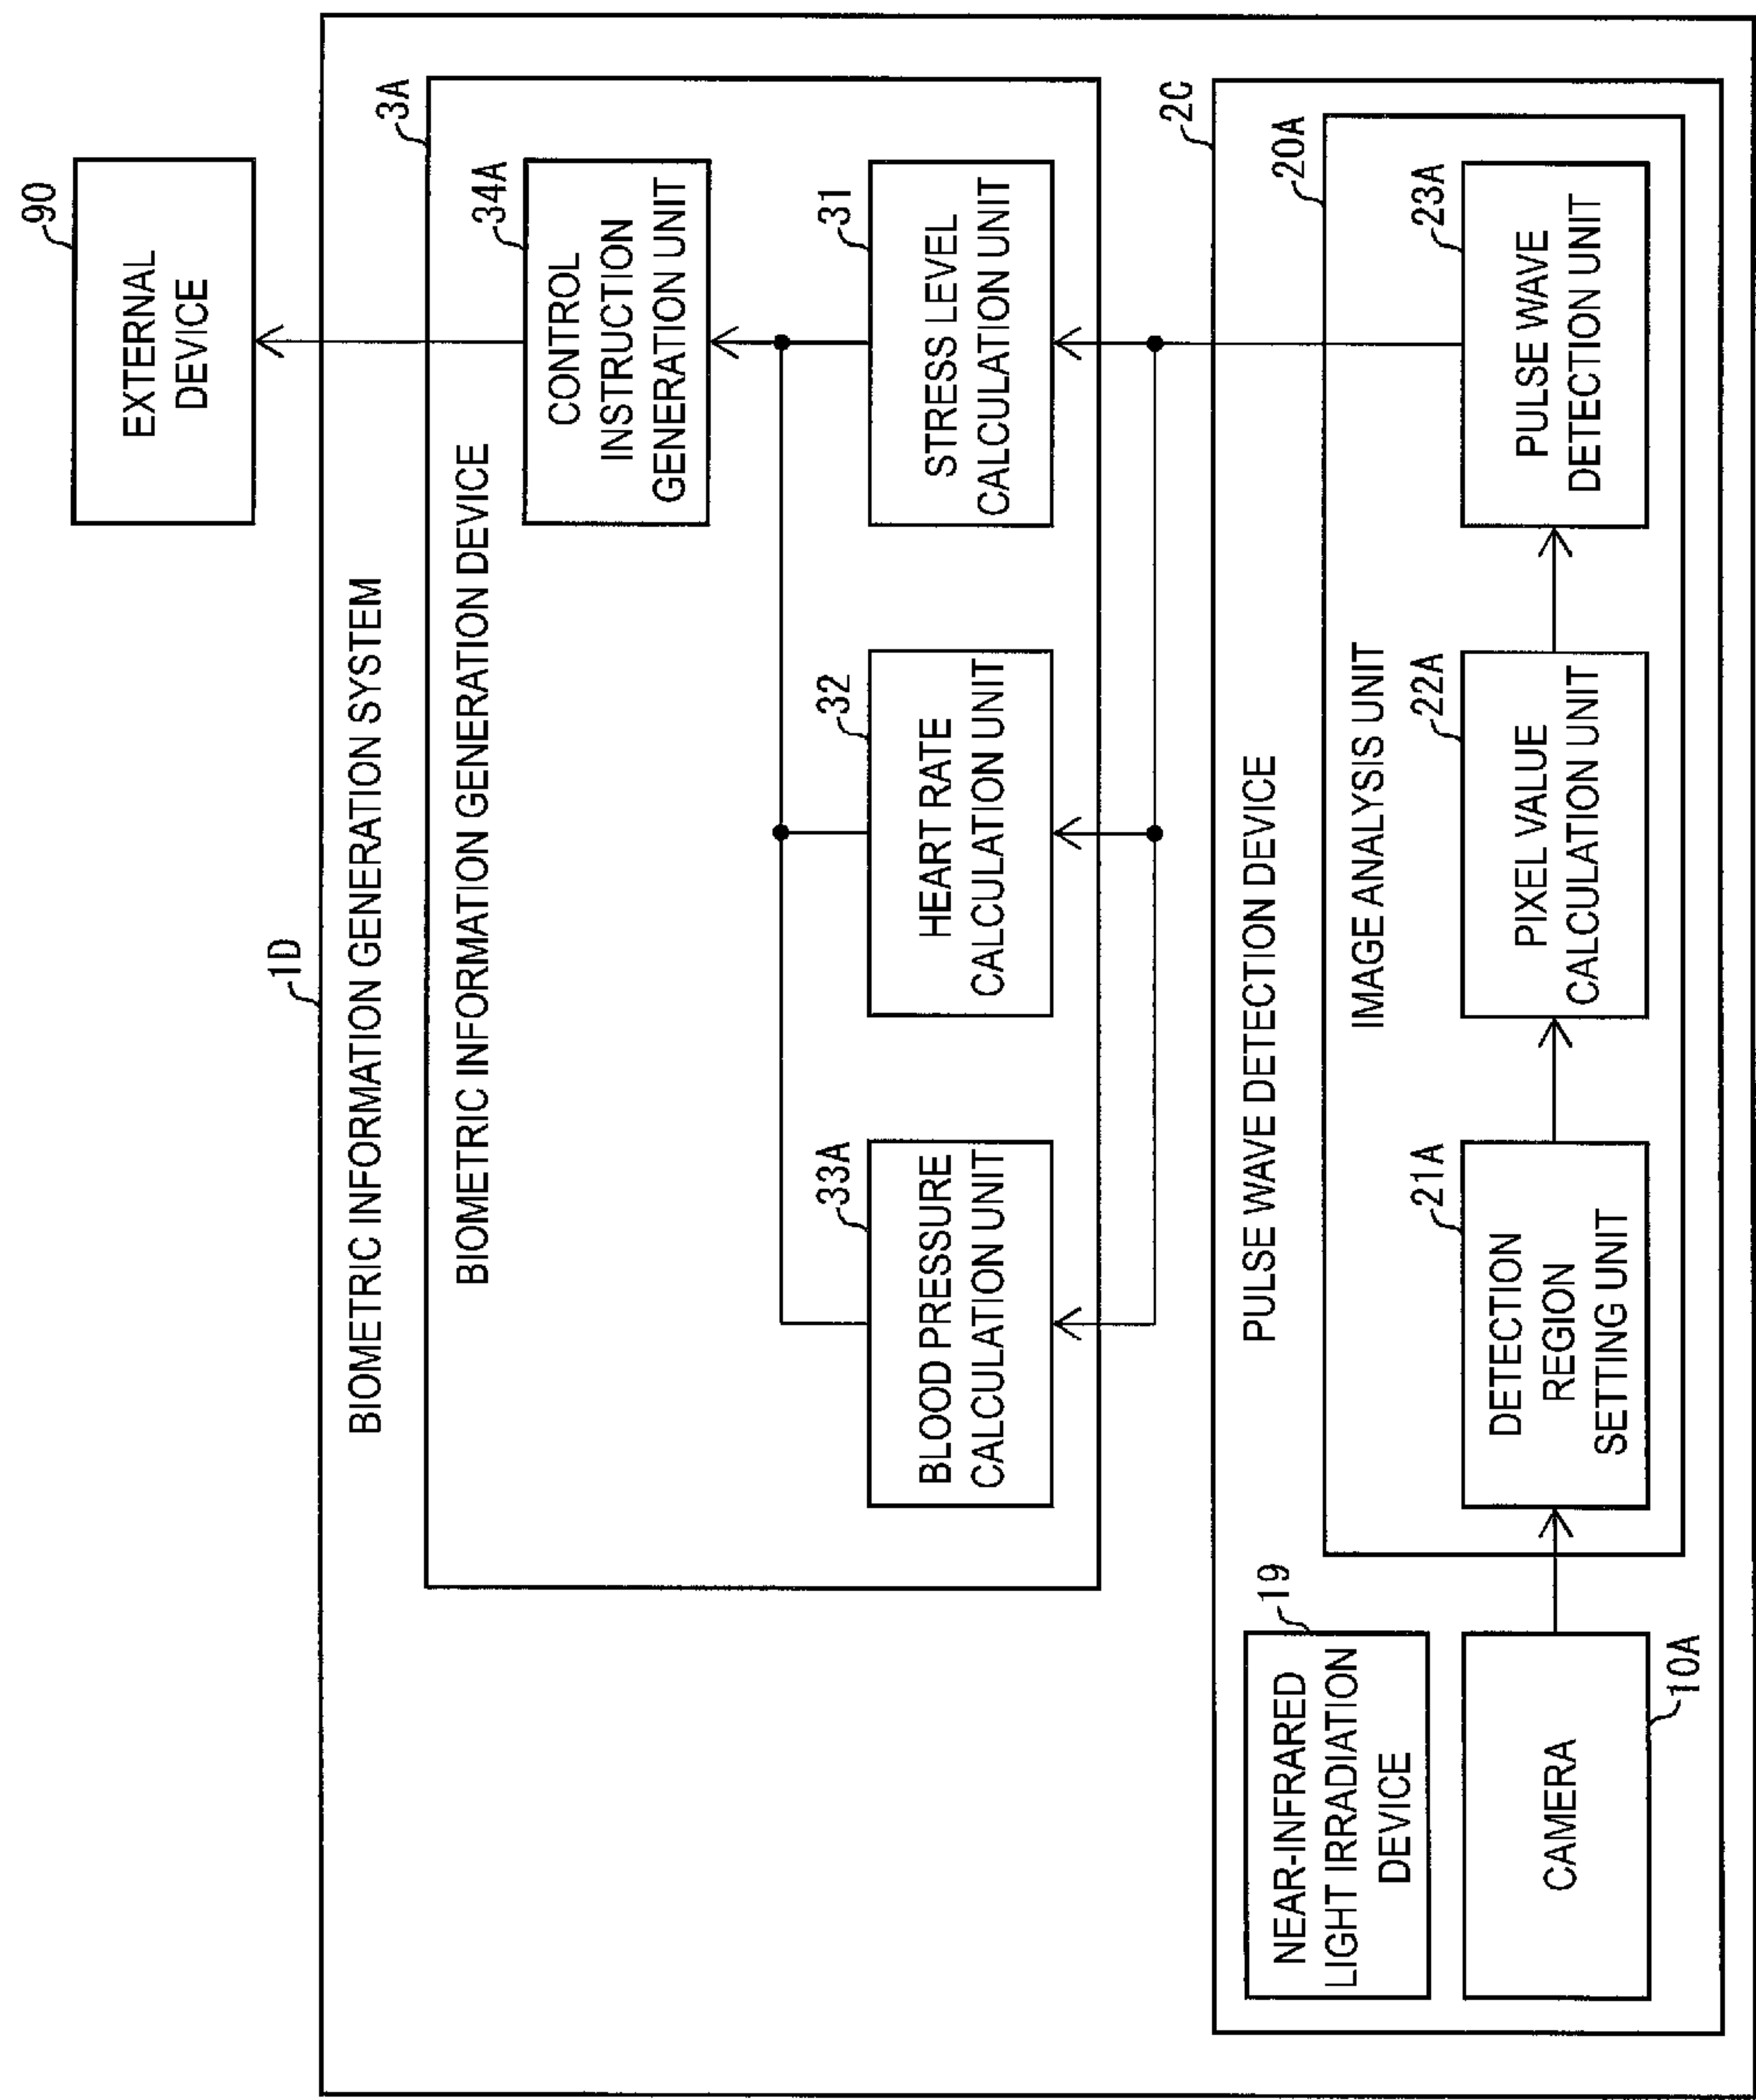 90
EXTERNAL
DEVICE
1D
BIOMETRIC INFORMATION GENERATION SYSTEM
3A
BIOMETRIC INFORMATION GENERATION DEVICE
34A
CONTROL
INSTRUCTION
GENERATION UNIT
33A
BLOOD PRESSURE
CALCULATION UNIT
32
HEART RATE
CALCULATION UNIT
31
STRESS LEVEL
CALCULATION UNIT
2C
PULSE WAVE DETECTION DEVICE
19
NEAR-INFRARED
LIGHT IRRADIATION
DEVICE
20A
IMAGE ANALYSIS UNIT
CAMERA
10A
21A
DETECTION
REGION
SETTING UNIT
22A
PIXEL VALUE
CALCULATION UNIT
23A
PULSE WAVE
DETECTION UNIT